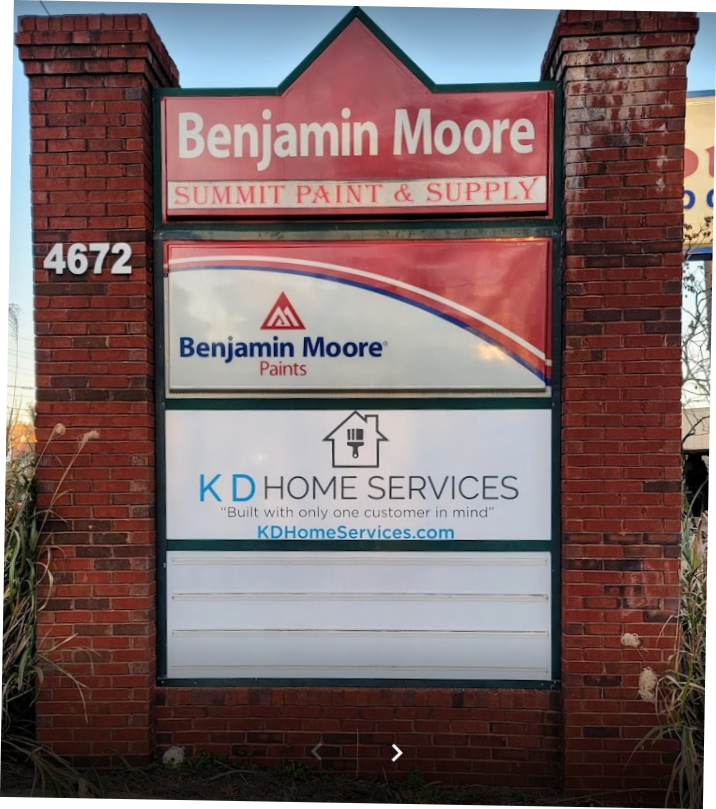 Benjamin Moore
SUMMIT PAINT & SUPPLY
4672
Benjamin Moore®
Paints
K D HOME SERVICES
“Built with only one customer in mind”
KDHomeServices.com